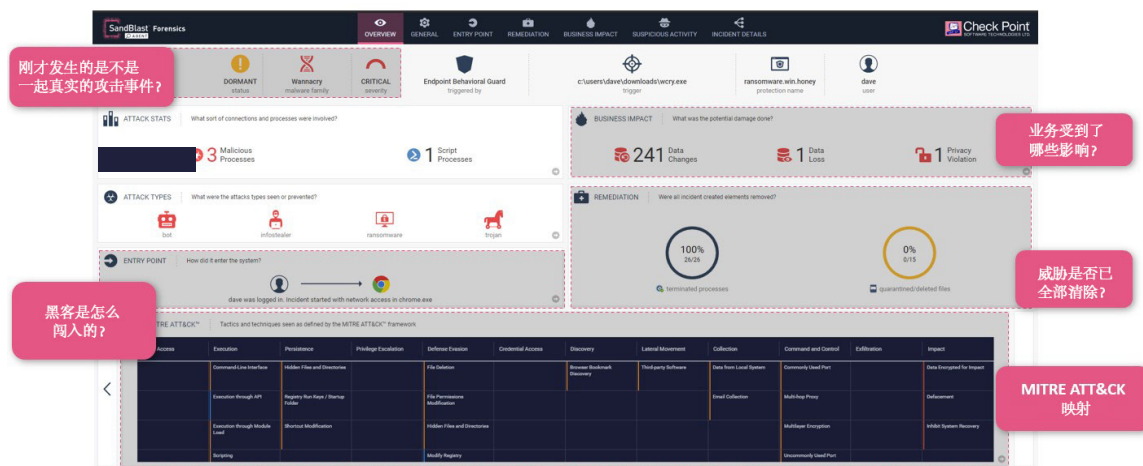 SandBlast Forensics
AGENT
OVERVIEW
GENERAL
ENTRY POINT
REMEDIATION
BUSINESS IMPACT
SUSPICIOUS ACTIVITY
INCIDENT DETAILS
Check Point
SOFTWARE TECHNOLOGIES LTD.
刚才发生的是不是
一起真实的攻击事件?
DORMANT
status
Wannacry
malware family
CRITICAL
severity
Endpoint Behavioral Guard
triggered by
c:\users\dave\downloads\wcry.exe
trigger
ransomware.win.honey
protection name
dave
user
ATTACK STATS
What sort of connections and processes were involved?
3 Malicious
Processes
1 Script
Processes
BUSINESS IMPACT
What was the potential damage done?
241 Data
Changes
1 Data
Loss
1 Privacy
Violation
业务受到了
哪些影响?
ATTACK TYPES
What were the attacks types seen or prevented?
bot
infostealer
ransomware
trojan
REMEDIATION
Were all incident created elements removed?
100%
26/26
terminated processes
0%
0/15
quarantined/deleted files
威胁是否已
全部消除?
ENTRY POINT
How did it enter the system?
dave was logged in. Incident started with network access in chrome.exe
黑客是怎么
闯入的?
TRE ATT&CK™
Tactics and techniques seen as defined by the MITRE ATT&CK™ framework
Access
Execution
Persistence
Privilege Escalation
Defense Evasion
Credential Access
Discovery
Lateral Movement
Collection
Command and Control
Exfiltration
Impact
Command-Line Interface
Hidden Files and Directories
File Deletion
Browser Bookmark
Discovery
Third-party Software
Data from Local System
Commonly Used Port
Data Encrypted for Impact
Execution through API
Registry Run Keys / Startup
Folder
File Permissions
Modification
Email Collection
Multi-hop Proxy
Defacement
Execution through Module
Load
Shortcut Modification
Hidden Files and Directories
Multilayer Encryption
Inhibit System Recovery
Scripting
Modify Registry
Uncommonly Used Port
MITRE ATT&CK
映射